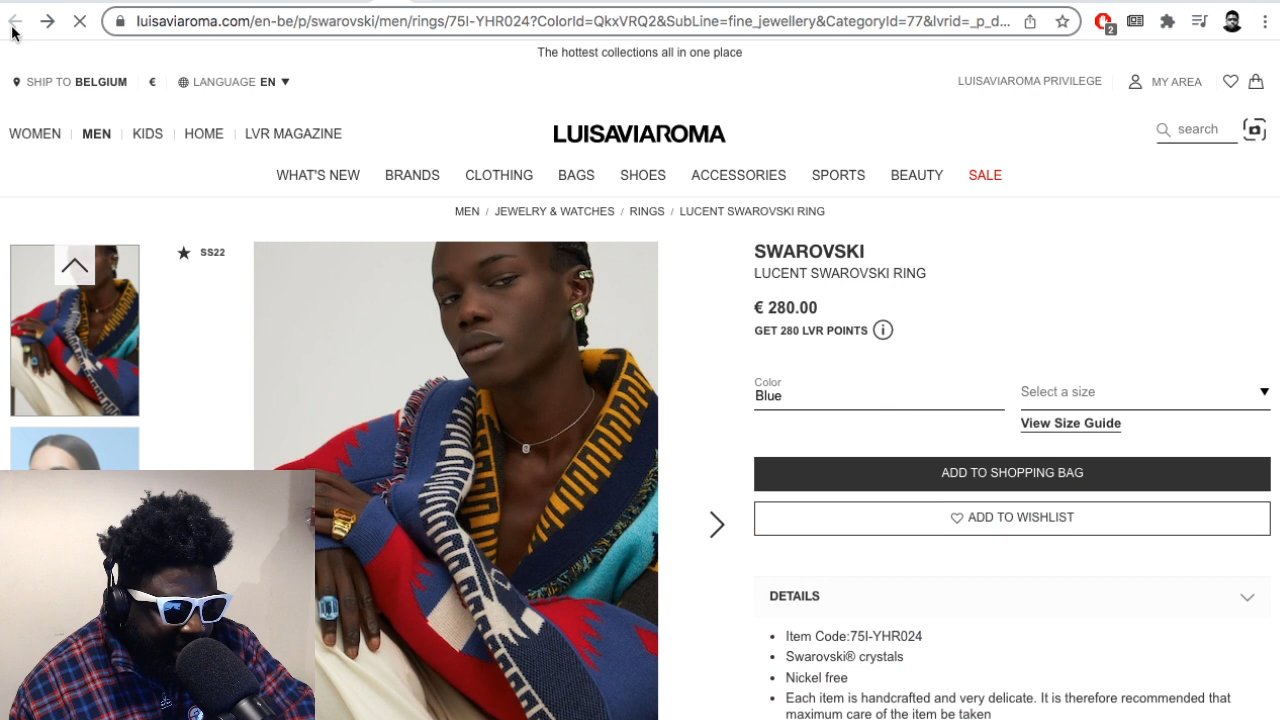 luisaviaroma.com/en-be/p/swarovski/men/rings/75I-YHR024?ColorId=QkxVRQ2&SubLine=fine_jewellery&CategoryId=77&lvrid=_p_d...
2
The hottest collections all in one place
SHIP TO BELGIUM € LANGUAGE EN
LUISAVIAROMA PRIVILEGE MY AREA
WOMEN MEN KIDS HOME LVR MAGAZINE
LUISAVIAROMA
search
WHAT'S NEW BRANDS CLOTHING BAGS SHOES ACCESSORIES SPORTS BEAUTY SALE
MEN / JEWELRY & WATCHES / RINGS / LUCENT SWAROVSKI RING
SS22
SWAROVSKI
LUCENT SWAROVSKI RING
€ 280.00
GET 280 LVR POINTS
Color
Blue
Select a size
View Size Guide
ADD TO SHOPPING BAG
ADD TO WISHLIST
DETAILS
• Item Code:75I-YHR024
• Swarovski® crystals
• Nickel free
• Each item is handcrafted and very delicate. It is therefore recommended that
maximum care of the item be taken